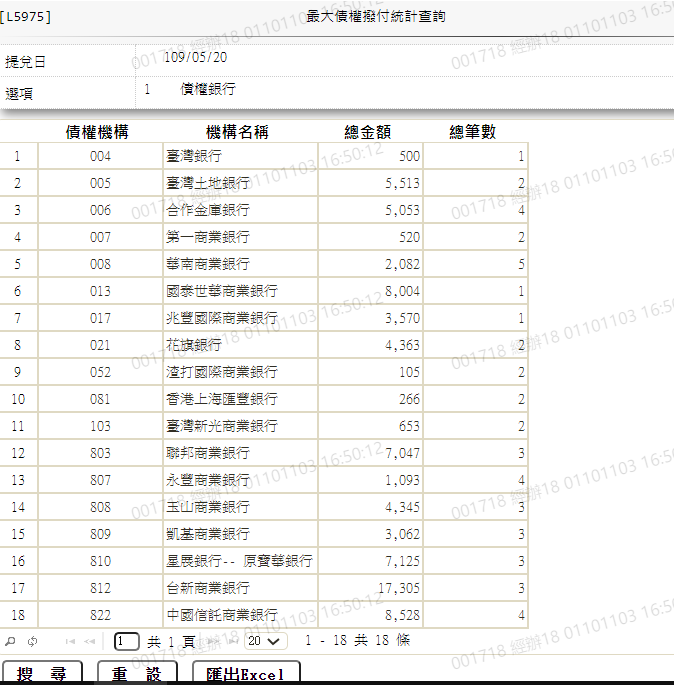 [L5975] 最大債權撥付統計查詢
提兌日 109/05/20
選項 1 債權銀行
債權機構 機構名稱 總金額 總筆數
1 004 臺灣銀行 500 1
2 005 臺灣土地銀行 5,513 2
3 006 合作金庫銀行 5,053 4
4 007 第一商業銀行 520 2
5 008 華南商業銀行 2,082 5
6 013 國泰世華商業銀行 8,004 1
7 017 兆豐國際商業銀行 3,570 1
8 021 花旗銀行 4,363 2
9 052 渣打國際商業銀行 105 2
10 081 香港上海匯豐銀行 266 2
11 103 臺灣新光商業銀行 653 2
12 803 聯邦商業銀行 7,047 3
13 807 永豐商業銀行 1,093 4
14 808 玉山商業銀行 4,345 3
15 809 凱基商業銀行 3,062 3
16 810 星展銀行-- 原寶華銀行 7,125 3
17 812 台新商業銀行 17,305 3
18 822 中國信託商業銀行 8,528 4
1 共 1 頁 20 1 - 18 共 18 條
搜 尋 重 設 匯出Excel
001718 經辦18 01101103 16:50:12